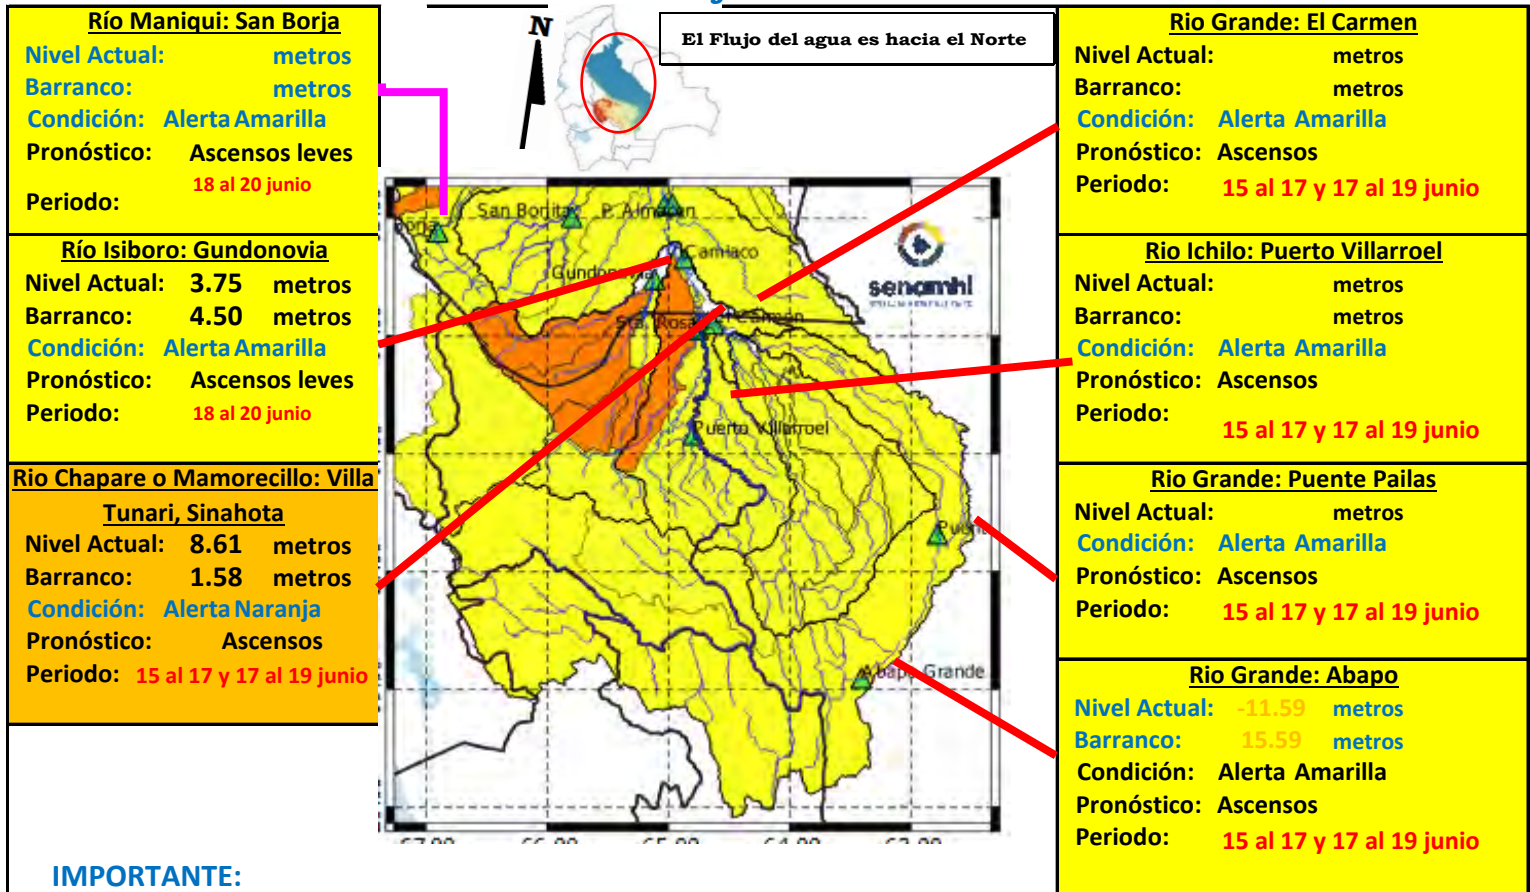 Río Maniqui: San Borja
Nivel Actual: metros
Barranco: metros
Condición: Alerta Amarilla
Pronóstico: Ascensos leves
18 al 20 junio
Periodo:
Río Isiboro: Gundonovia
Nivel Actual: 3.75 metros
Barranco: 4.50 metros
Condición: Alerta Amarilla
Pronóstico: Ascensos leves
Periodo: 18 al 20 junio
Rio Chapare o Mamorecillo: Villa
Tunari, Sinahota
Nivel Actual: 8.61 metros
Barranco: 1.58 metros
Condición: Alerta Naranja
Pronóstico: Ascensos
Periodo: 15 al 17 y 17 al 19 junio
IMPORTANTE:
N
El Flujo del agua es hacia el Norte
San Borjita
P. Almacen
Camiaco
Gundonovia
senamhi
Sta. Rosa
Puerto Villarroel
Abapo Grande
Rio Grande: El Carmen
Nivel Actual: metros
Barranco: metros
Condición: Alerta Amarilla
Pronóstico: Ascensos
Periodo: 15 al 17 y 17 al 19 junio
Rio Ichilo: Puerto Villarroel
Nivel Actual: metros
Barranco: metros
Condición: Alerta Amarilla
Pronóstico: Ascensos
Periodo:
15 al 17 y 17 al 19 junio
Rio Grande: Puente Pailas
Nivel Actual: metros
Condición: Alerta Amarilla
Pronóstico: Ascensos
Periodo: 15 al 17 y 17 al 19 junio
Rio Grande: Abapo
Nivel Actual: -11.59 metros
Barranco: 15.59 metros
Condición: Alerta Amarilla
Pronóstico: Ascensos
Periodo: 15 al 17 y 17 al 19 junio